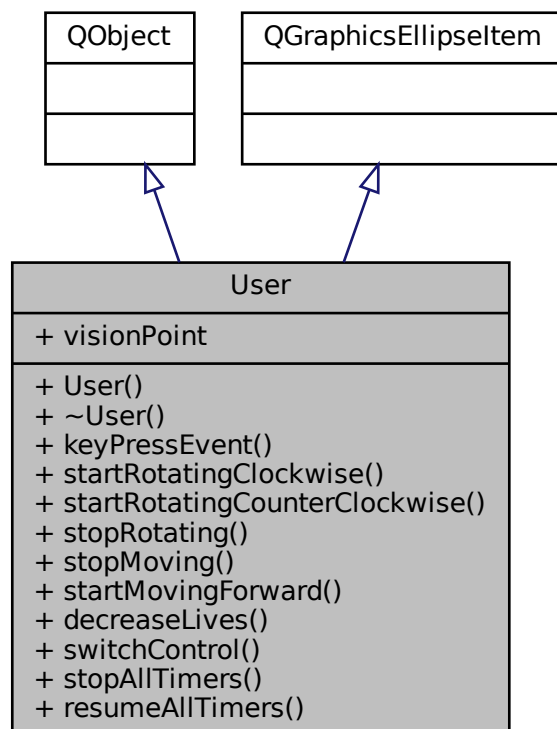 QObject
QGraphicsEllipseItem
User
+ visionPoint
+ User()
+ ~User()
+ keyPressEvent()
+ startRotatingClockwise()
+ startRotatingCounterClockwise()
+ stopRotating()
+ stopMoving()
+ startMovingForward()
+ decreaseLives()
+ switchControl()
+ stopAllTimers()
+ resumeAllTimers()